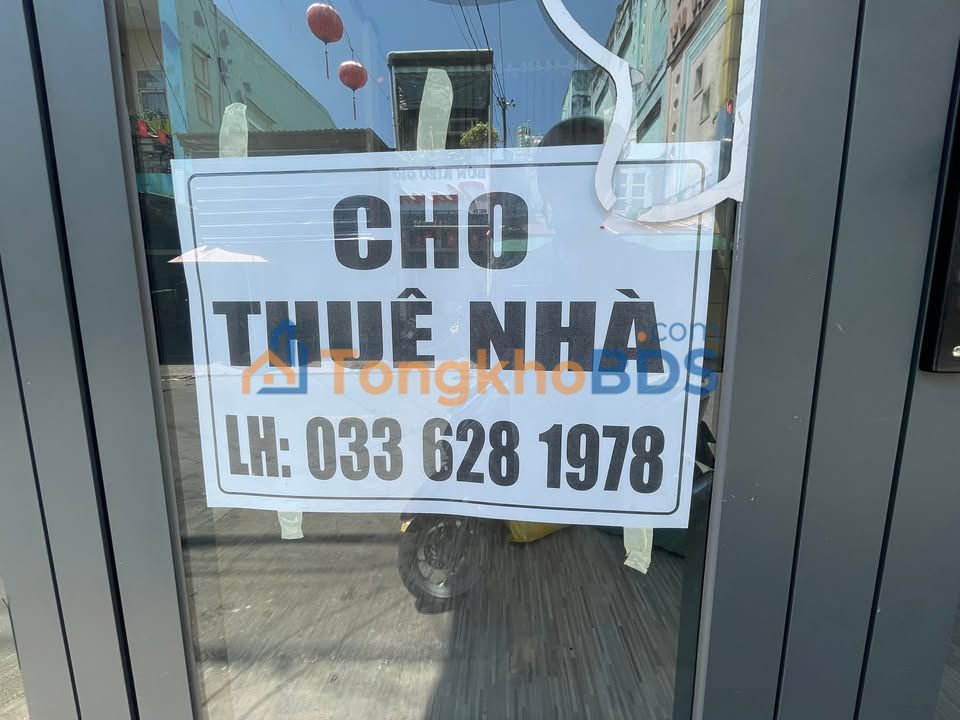 CHO
THUÊ NHÀ
TongkhoBDS.com
LH: 033 628 1978